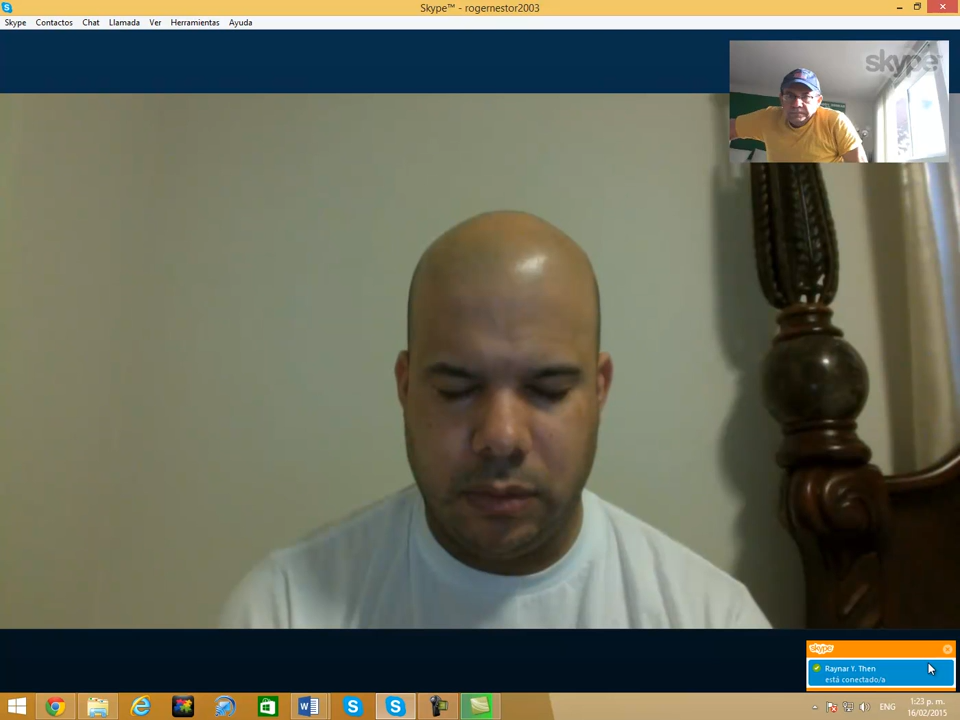 Skype™ - rogernestor2003
Skype Contactos Chat Llamada Ver Herramientas Ayuda
skype
skype
Raynar Y. Then
está conectado/a
ENG
1:23 p. m.
16/02/2015